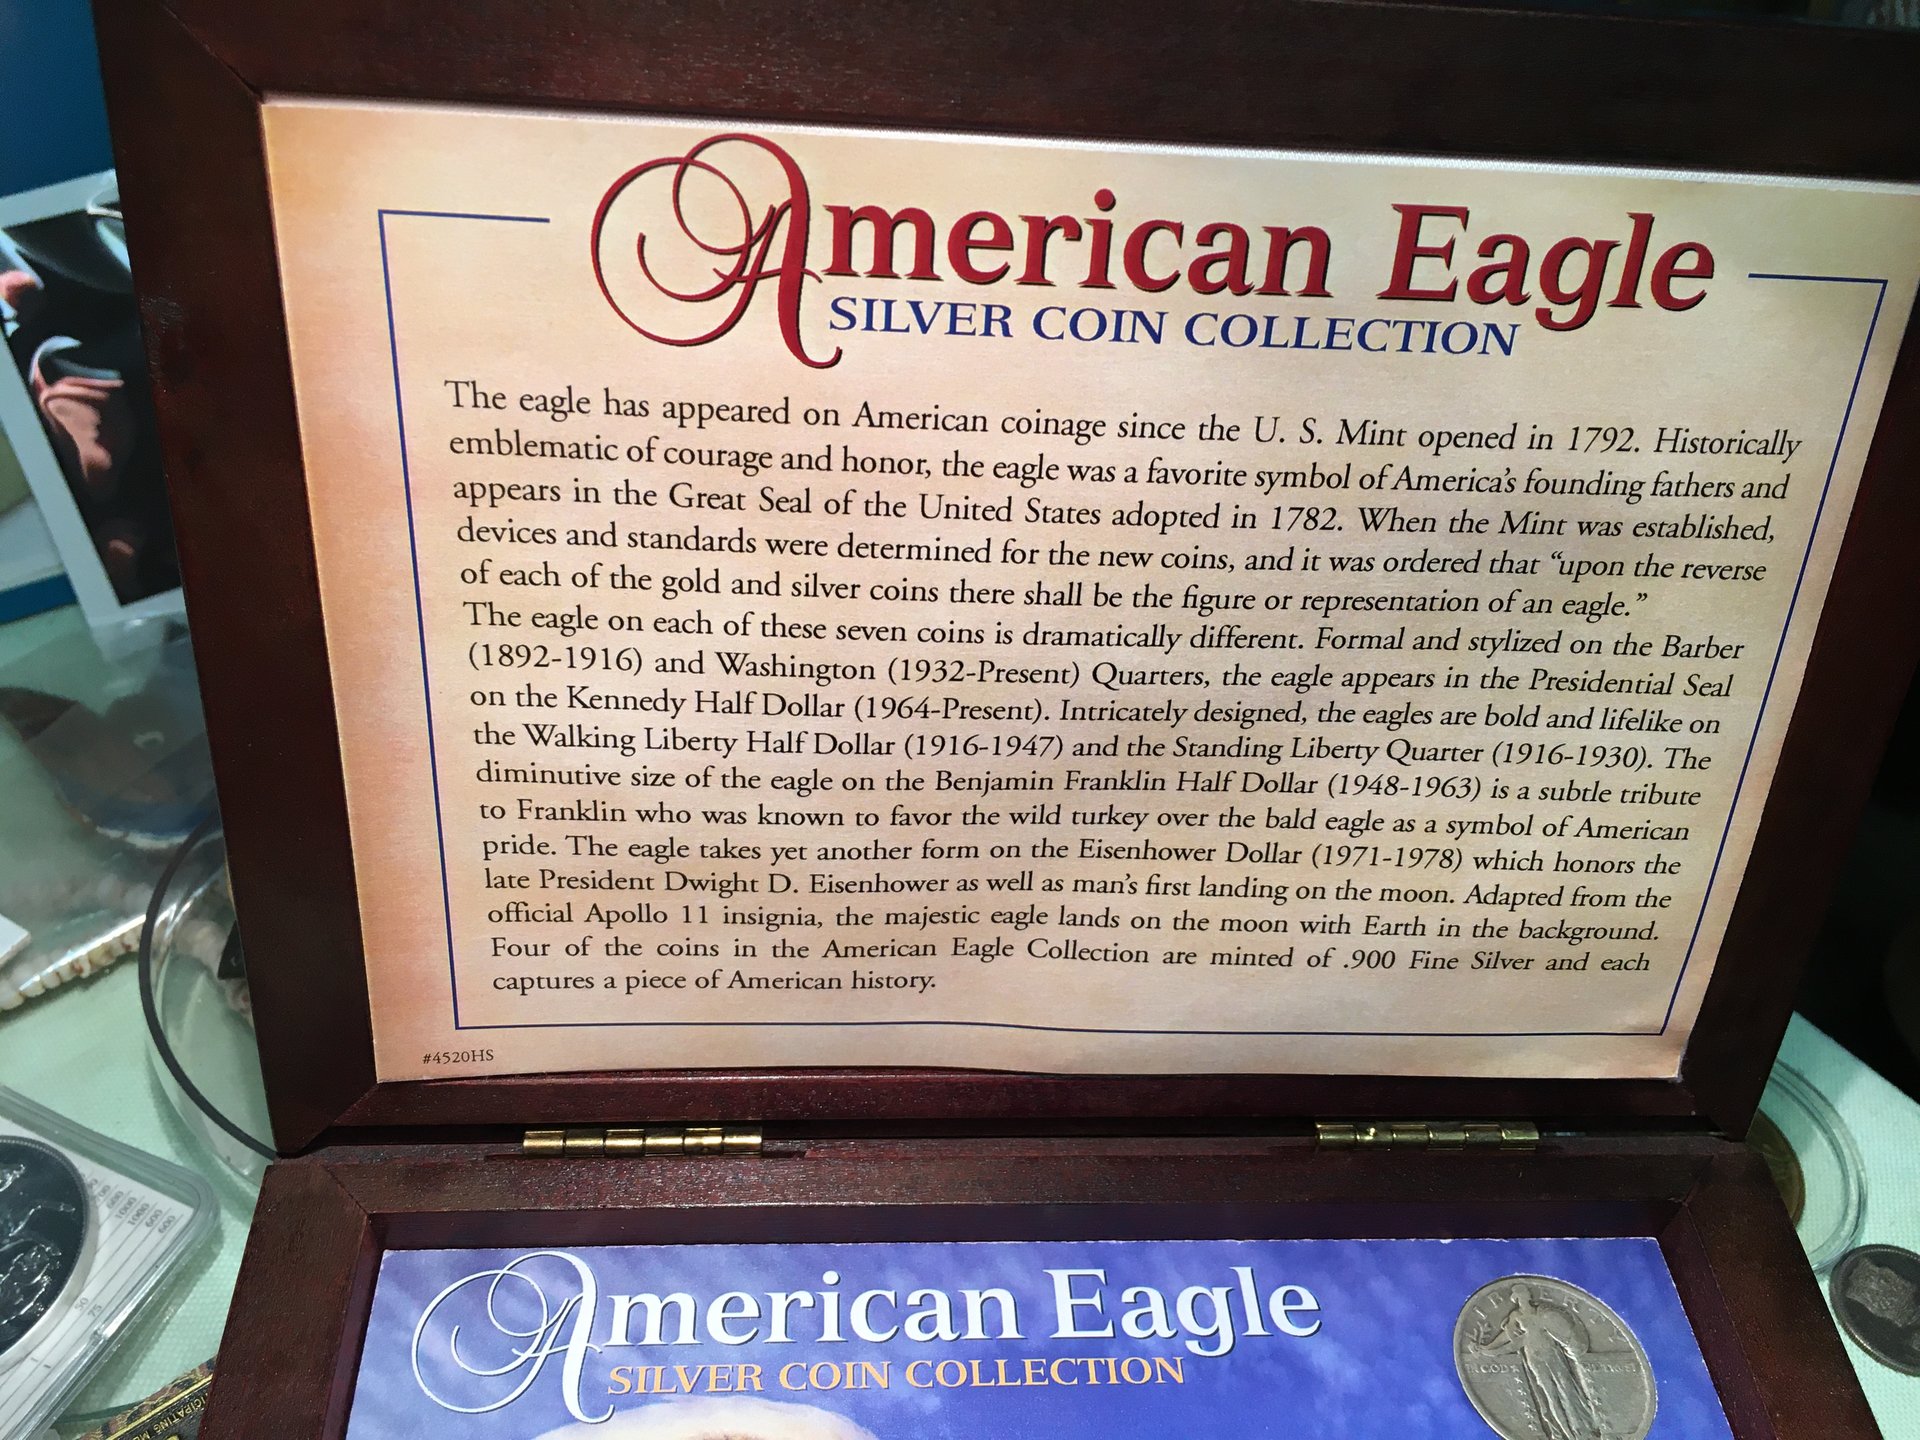 American Eagle
SILVER COIN COLLECTION
The eagle has appeared on American coinage since the U. S. Mint opened in 1792. Historically
emblematic of courage and honor, the eagle was a favorite symbol of America's founding fathers and
appears in the Great Seal of the United States adopted in 1782. When the Mint was established,
devices and standards were determined for the new coins, and it was ordered that "upon the reverse
of each of the gold and silver coins there shall be the figure or representation of an eagle."
The eagle on each of these seven coins is dramatically different. Formal and stylized on the Barber
(1892-1916) and Washington (1932-Present) Quarters, the eagle appears in the Presidential Seal
on the Kennedy Half Dollar (1964-Present). Intricately designed, the eagles are bold and lifelike on
the Walking Liberty Half Dollar (1916-1947) and the Standing Liberty Quarter (1916-1930). The
diminutive size of the eagle on the Benjamin Franklin Half Dollar (1948-1963) is a subtle tribute
to Franklin who was known to favor the wild turkey over the bald eagle as a symbol of American
pride. The eagle takes yet another form on the Eisenhower Dollar (1971-1978) which honors the
late President Dwight D. Eisenhower as well as man's first landing on the moon. Adapted from the
official Apollo 11 insignia, the majestic eagle lands on the moon with Earth in the background.
Four of the coins in the American Eagle Collection are minted of .900 Fine Silver and each
captures a piece of American history.
#4520HS
American Eagle
SILVER COIN COLLECTION
LIBERTY
1000
1000
600
600
50
75